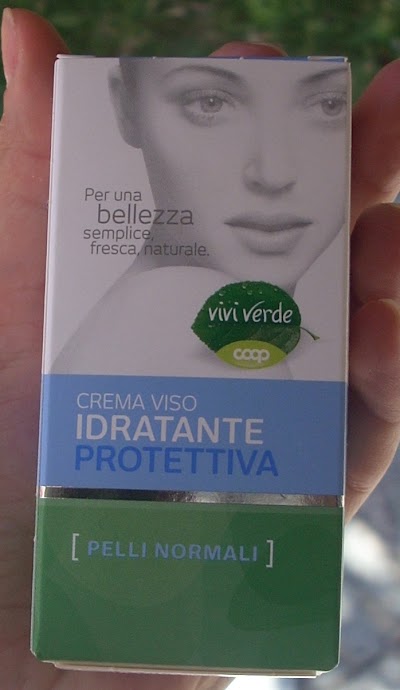 Per una
bellezza
semplice,
fresca, naturale.
vivi verde
coop
CREMA VISO
IDRATANTE
PROTETTIVA
[ PELLI NORMALI ]